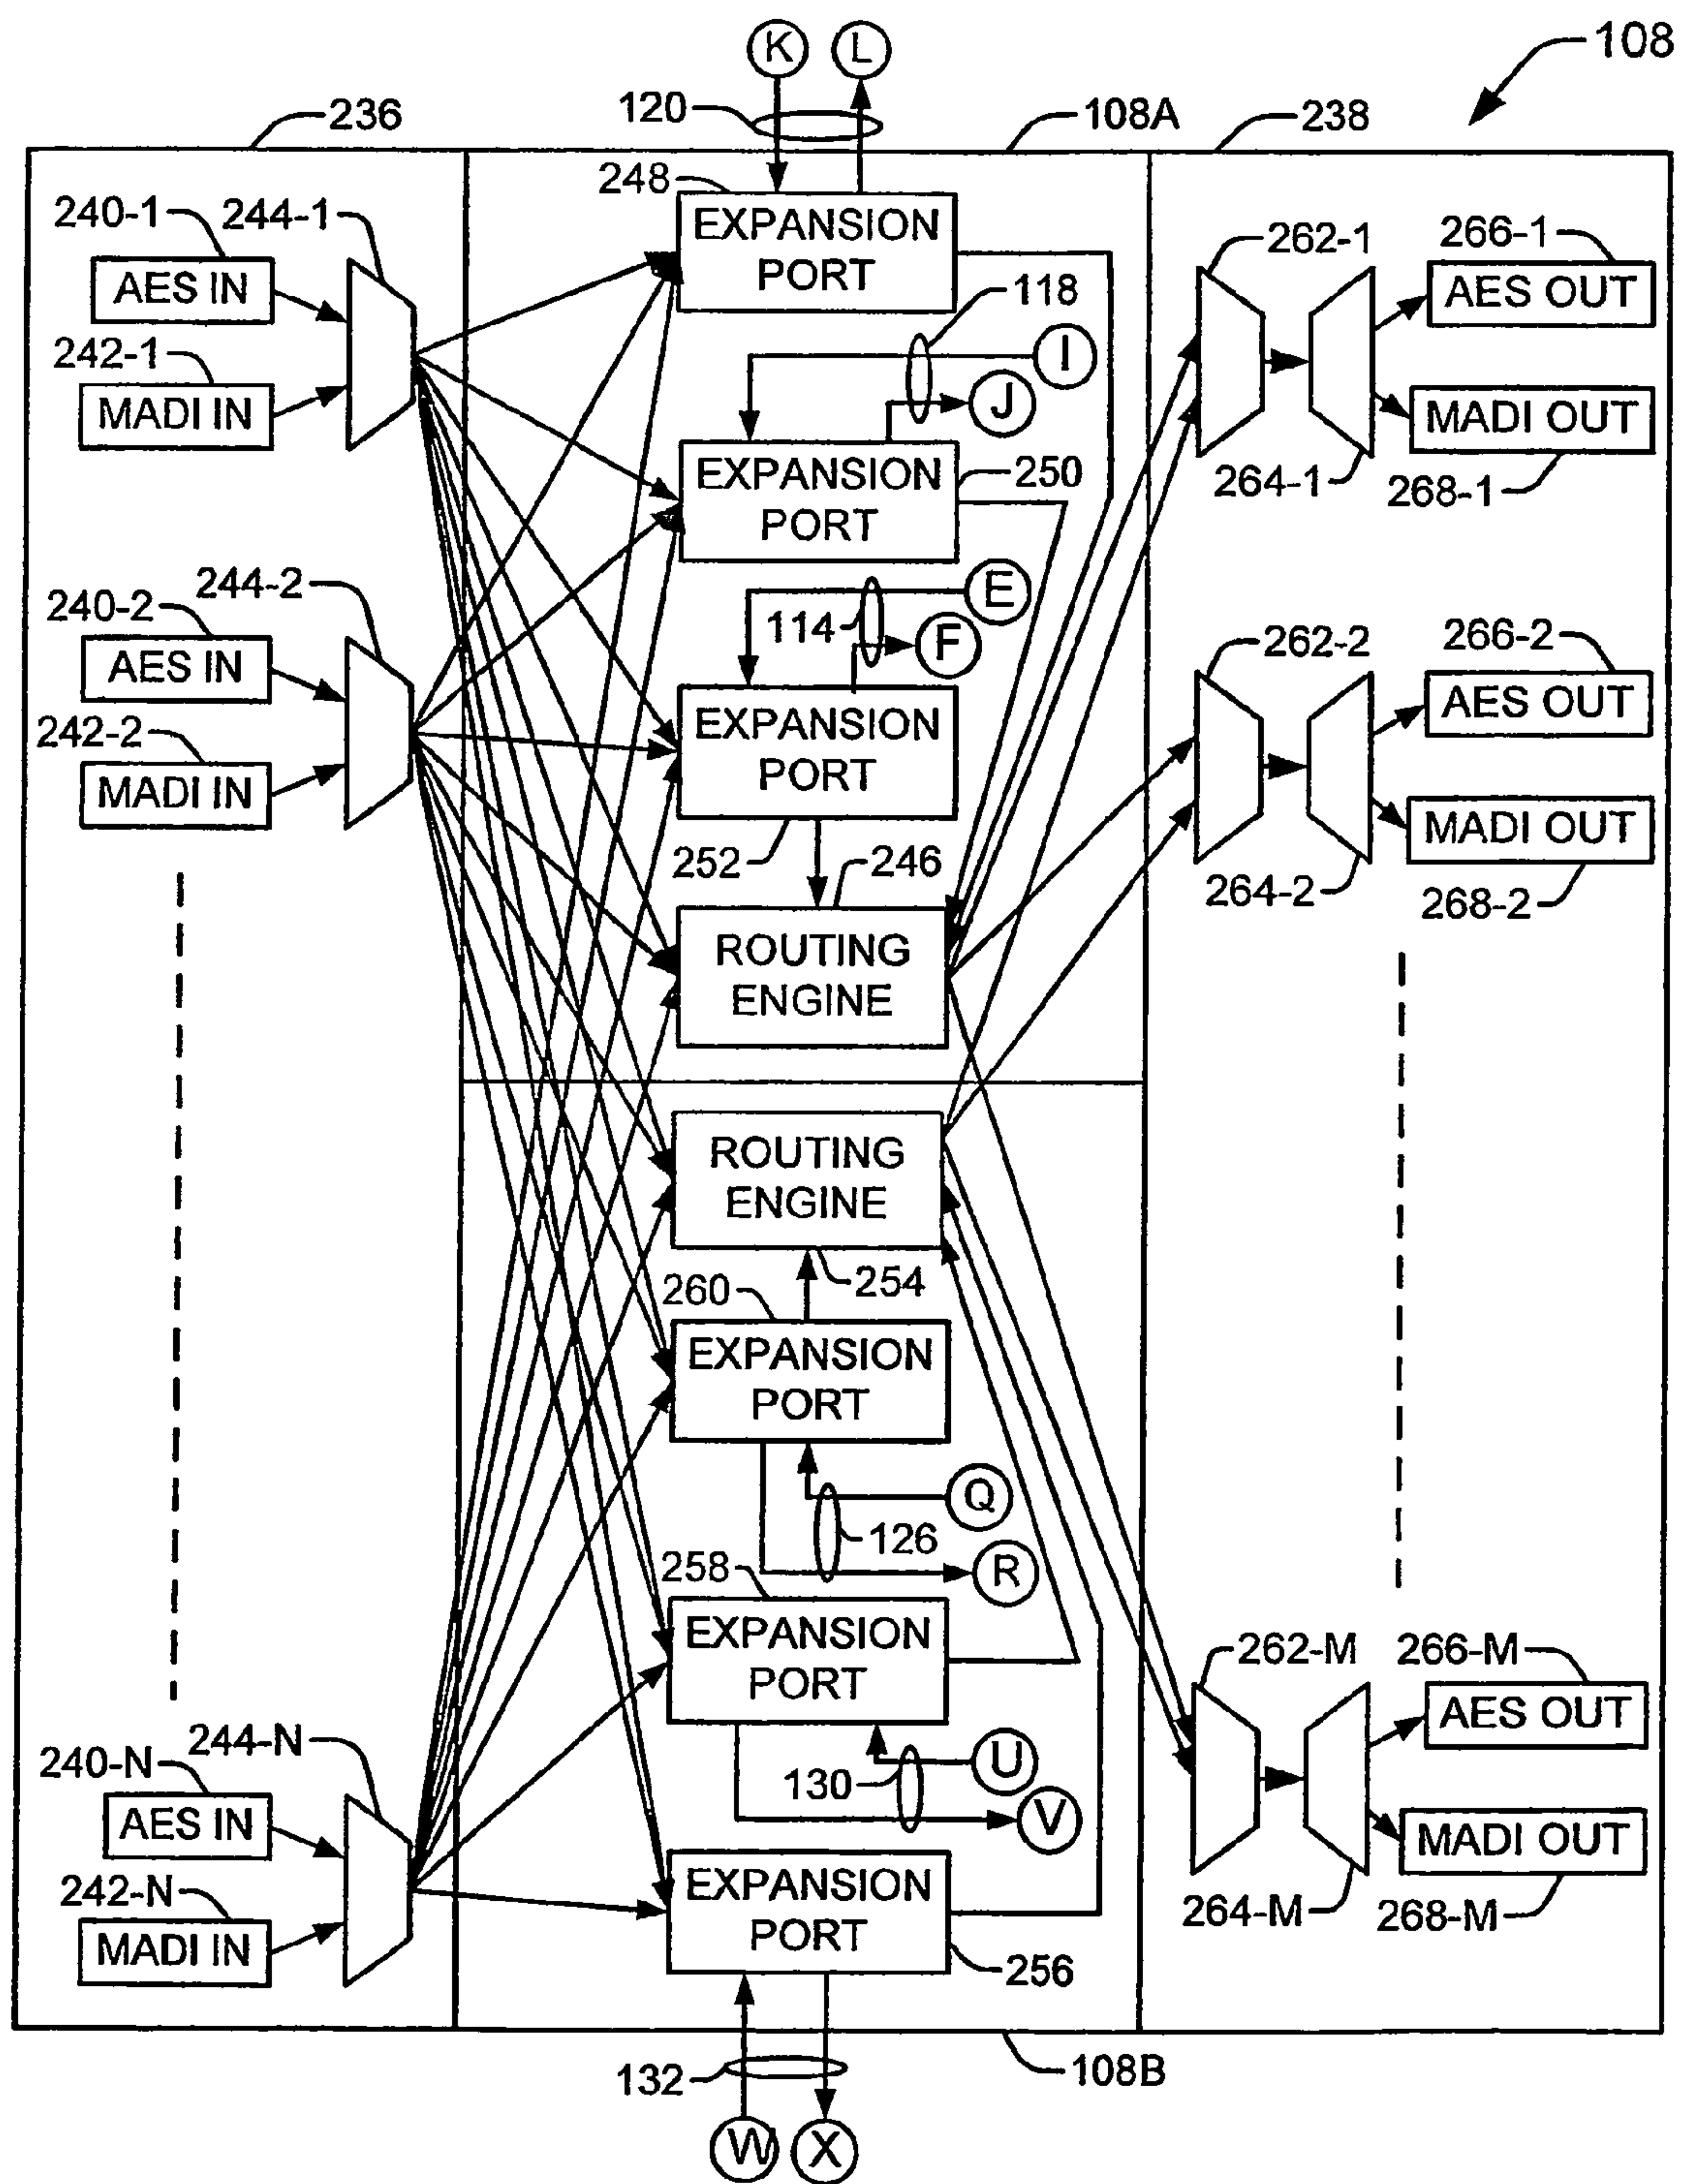 K
L
108
120
236
108A
238
248
240-1
244-1
EXPANSION
PORT
262-1
266-1
AES IN
AES OUT
118
I
242-1
J
MADI IN
MADI OUT
EXPANSION
PORT
250
264-1
268-1
240-2
244-2
E
114
F
262-2
266-2
AES IN
AES OUT
242-2
EXPANSION
PORT
MADI IN
MADI OUT
252
246
264-2
268-2
ROUTING
ENGINE
ROUTING
ENGINE
254
260
EXPANSION
PORT
Q
126
R
258
EXPANSION
PORT
262-M
266-M
AES OUT
240-N
244-N
U
130
V
AES IN
MADI OUT
242-N
EXPANSION
PORT
264-M
268-M
MADI IN
256
132
108B
W
X